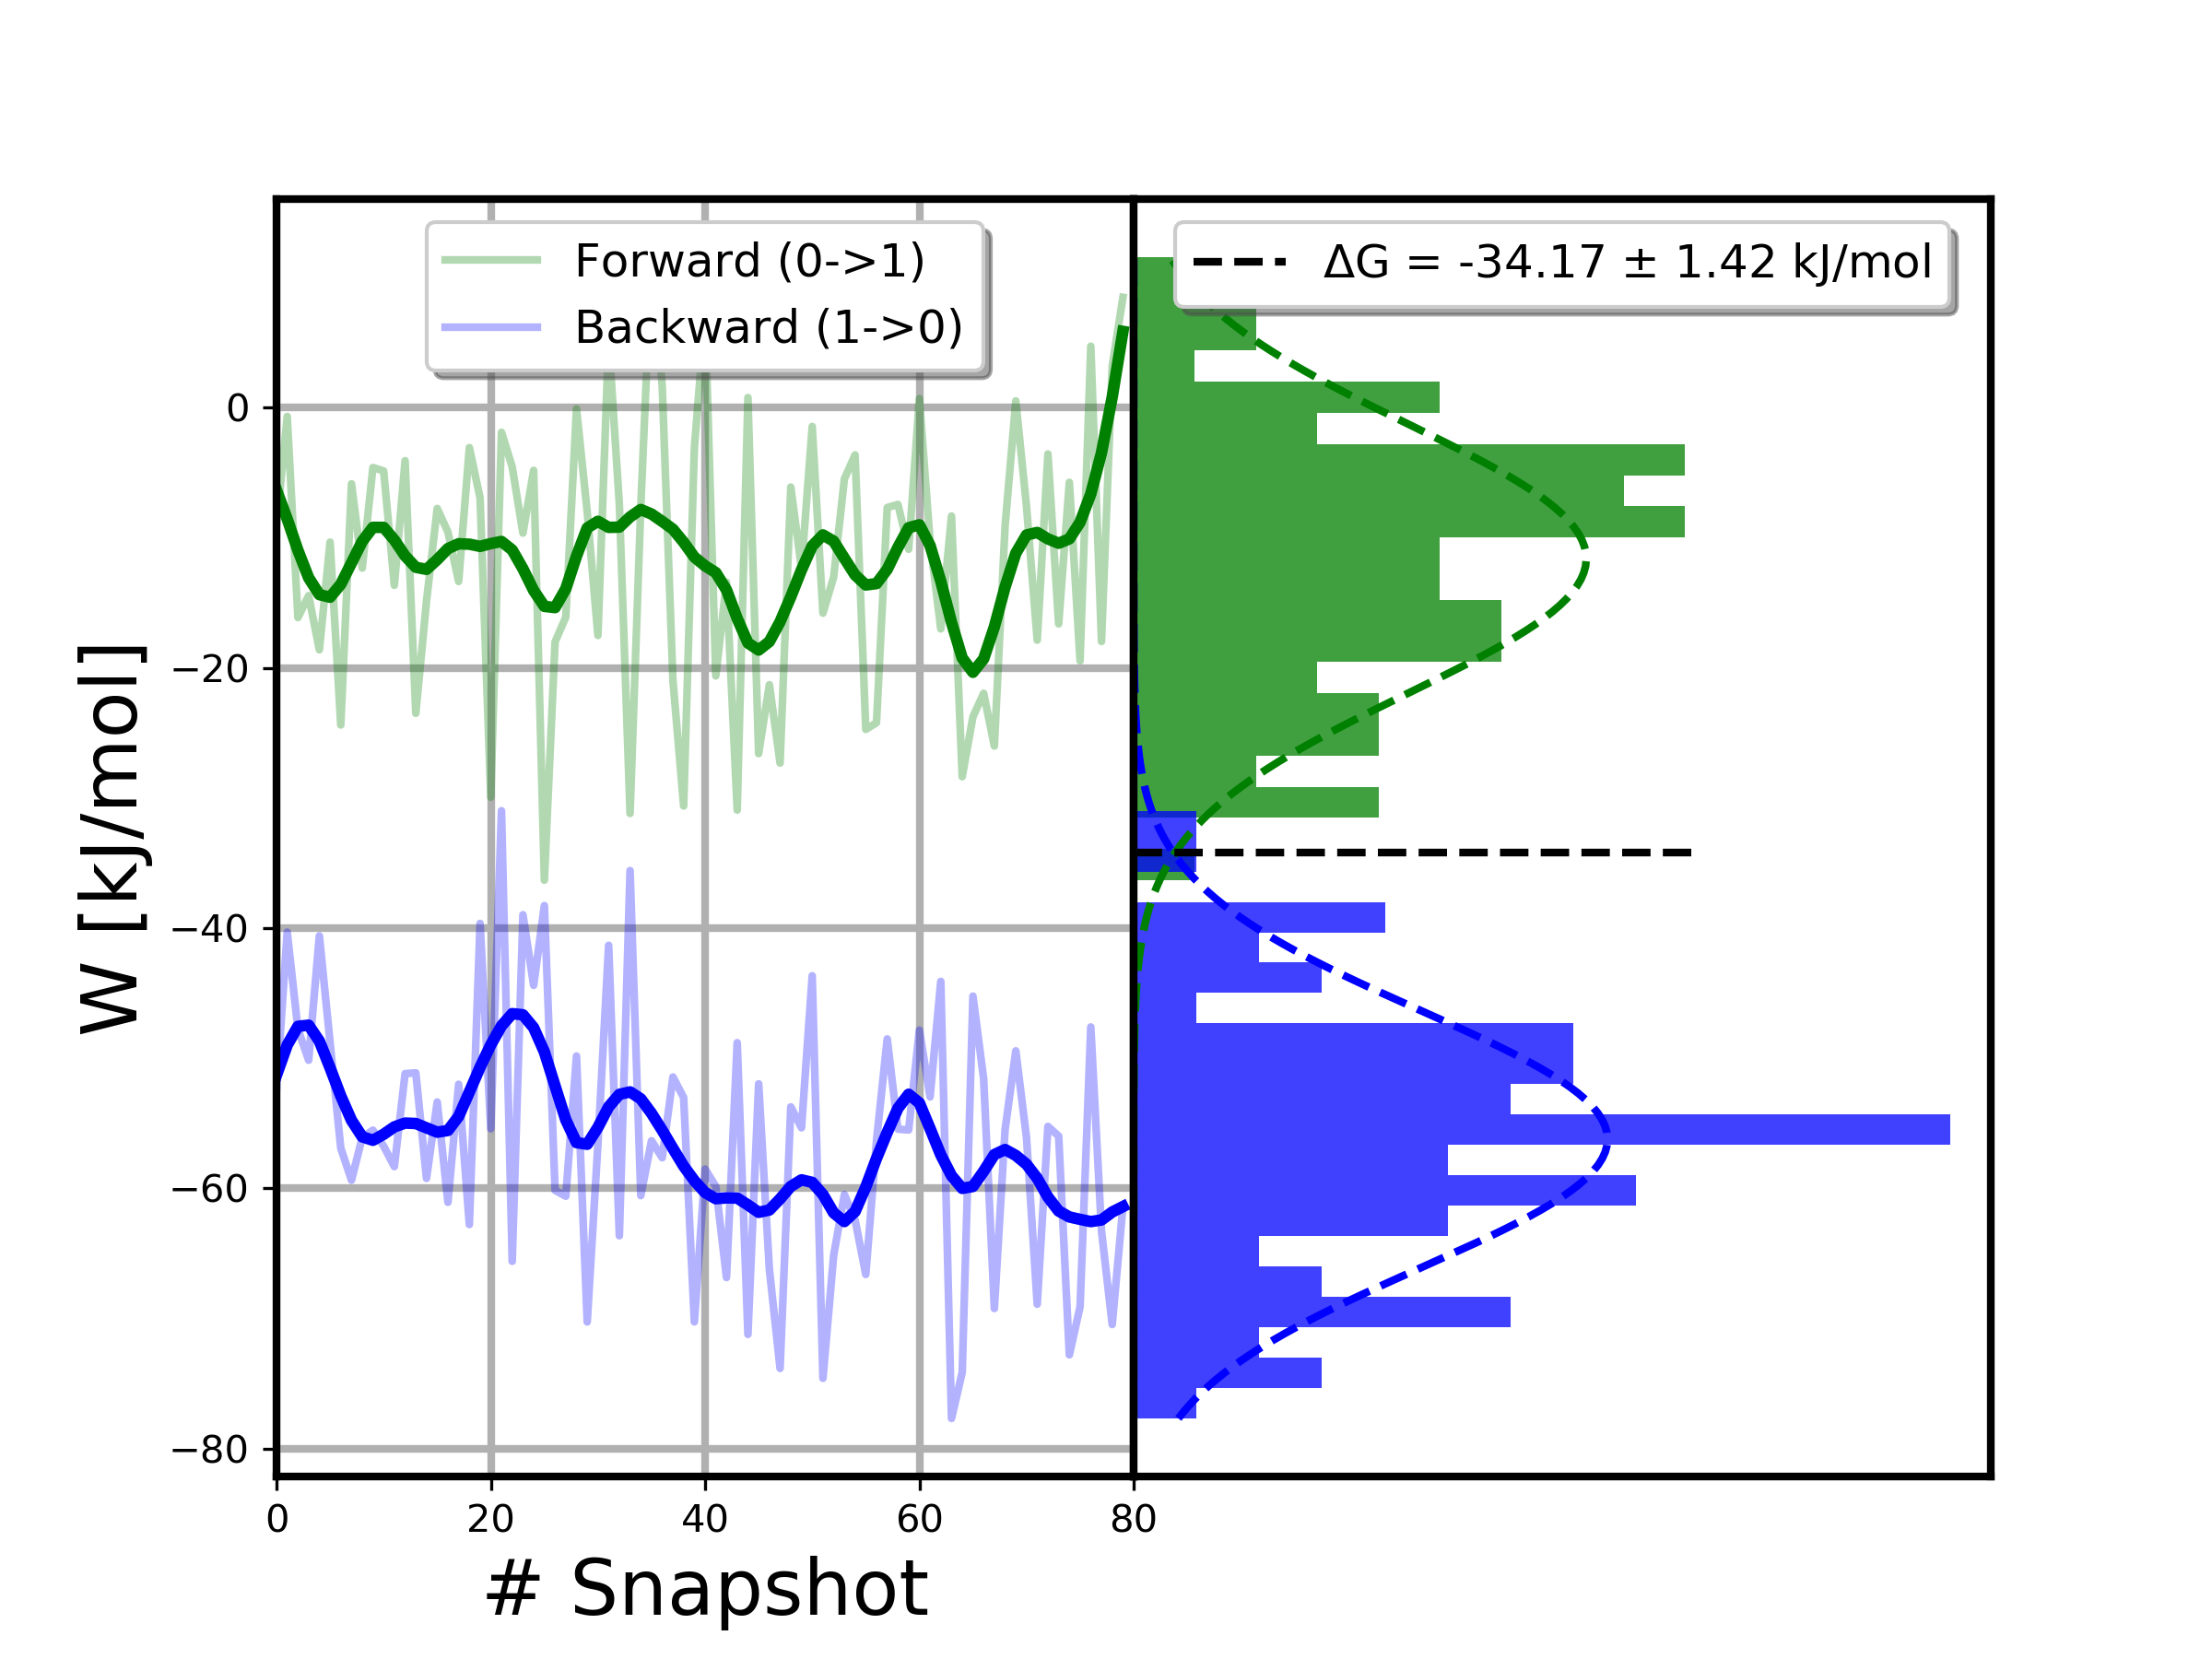 Forward (0->1)
Backward (1->0)
ΔG = -34.17 ± 1.42 kJ/mol
W [kJ/mol]
0
−20
−40
−60
−80
0 20 40 60 80
# Snapshot